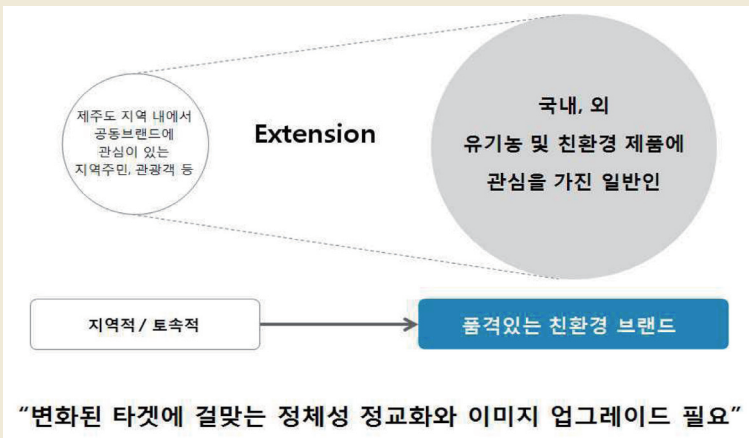 제주도 지역 내에서
공동브랜드에
관심이 있는
지역주민, 관광객 등
Extension
국내, 외
유기농 및 친환경 제품에
관심을 가진 일반인
지역적 / 토속적
품격있는 친환경 브랜드
“변화된 타겟에 걸맞는 정체성 정교화와 이미지 업그레이드 필요”